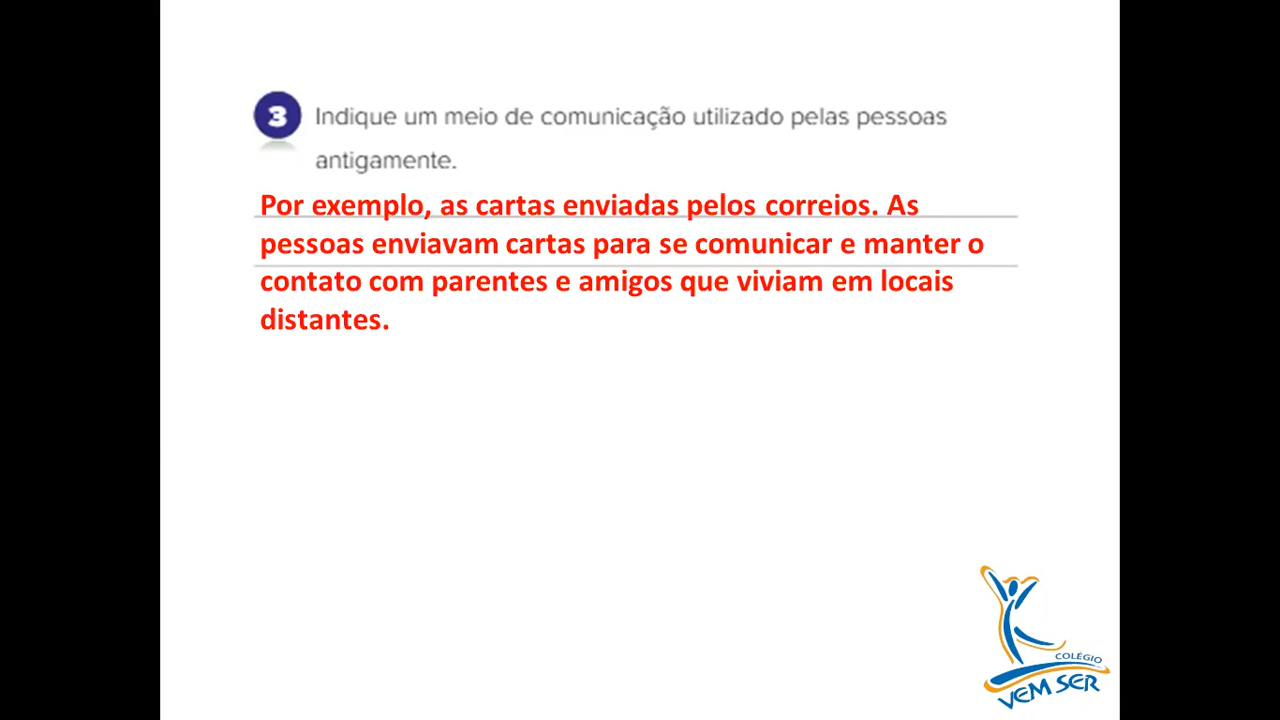 3 Indique um meio de comunicação utilizado pelas pessoas
antigamente.
Por exemplo, as cartas enviadas pelos correios. As
pessoas enviavam cartas para se comunicar e manter o
contato com parentes e amigos que viviam em locais
distantes.
COLÉGIO
VEM SER